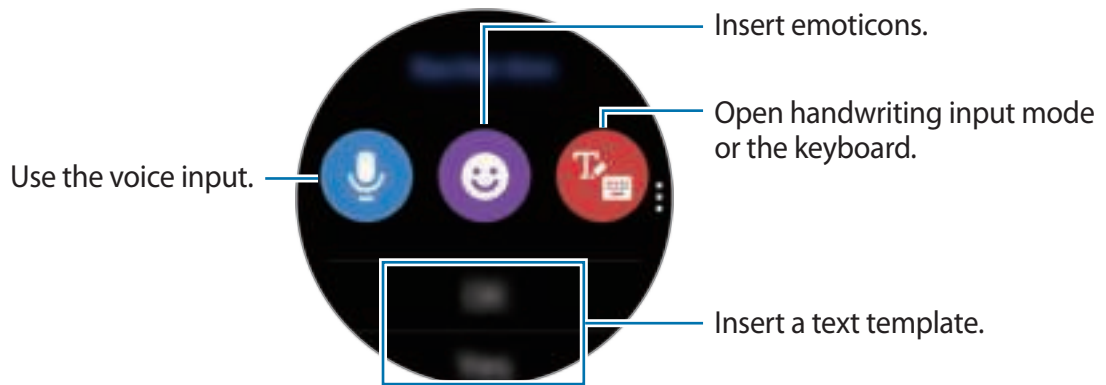 Insert emoticons.
Open handwriting input mode
or the keyboard.
Use the voice input.
T
Insert a text template.